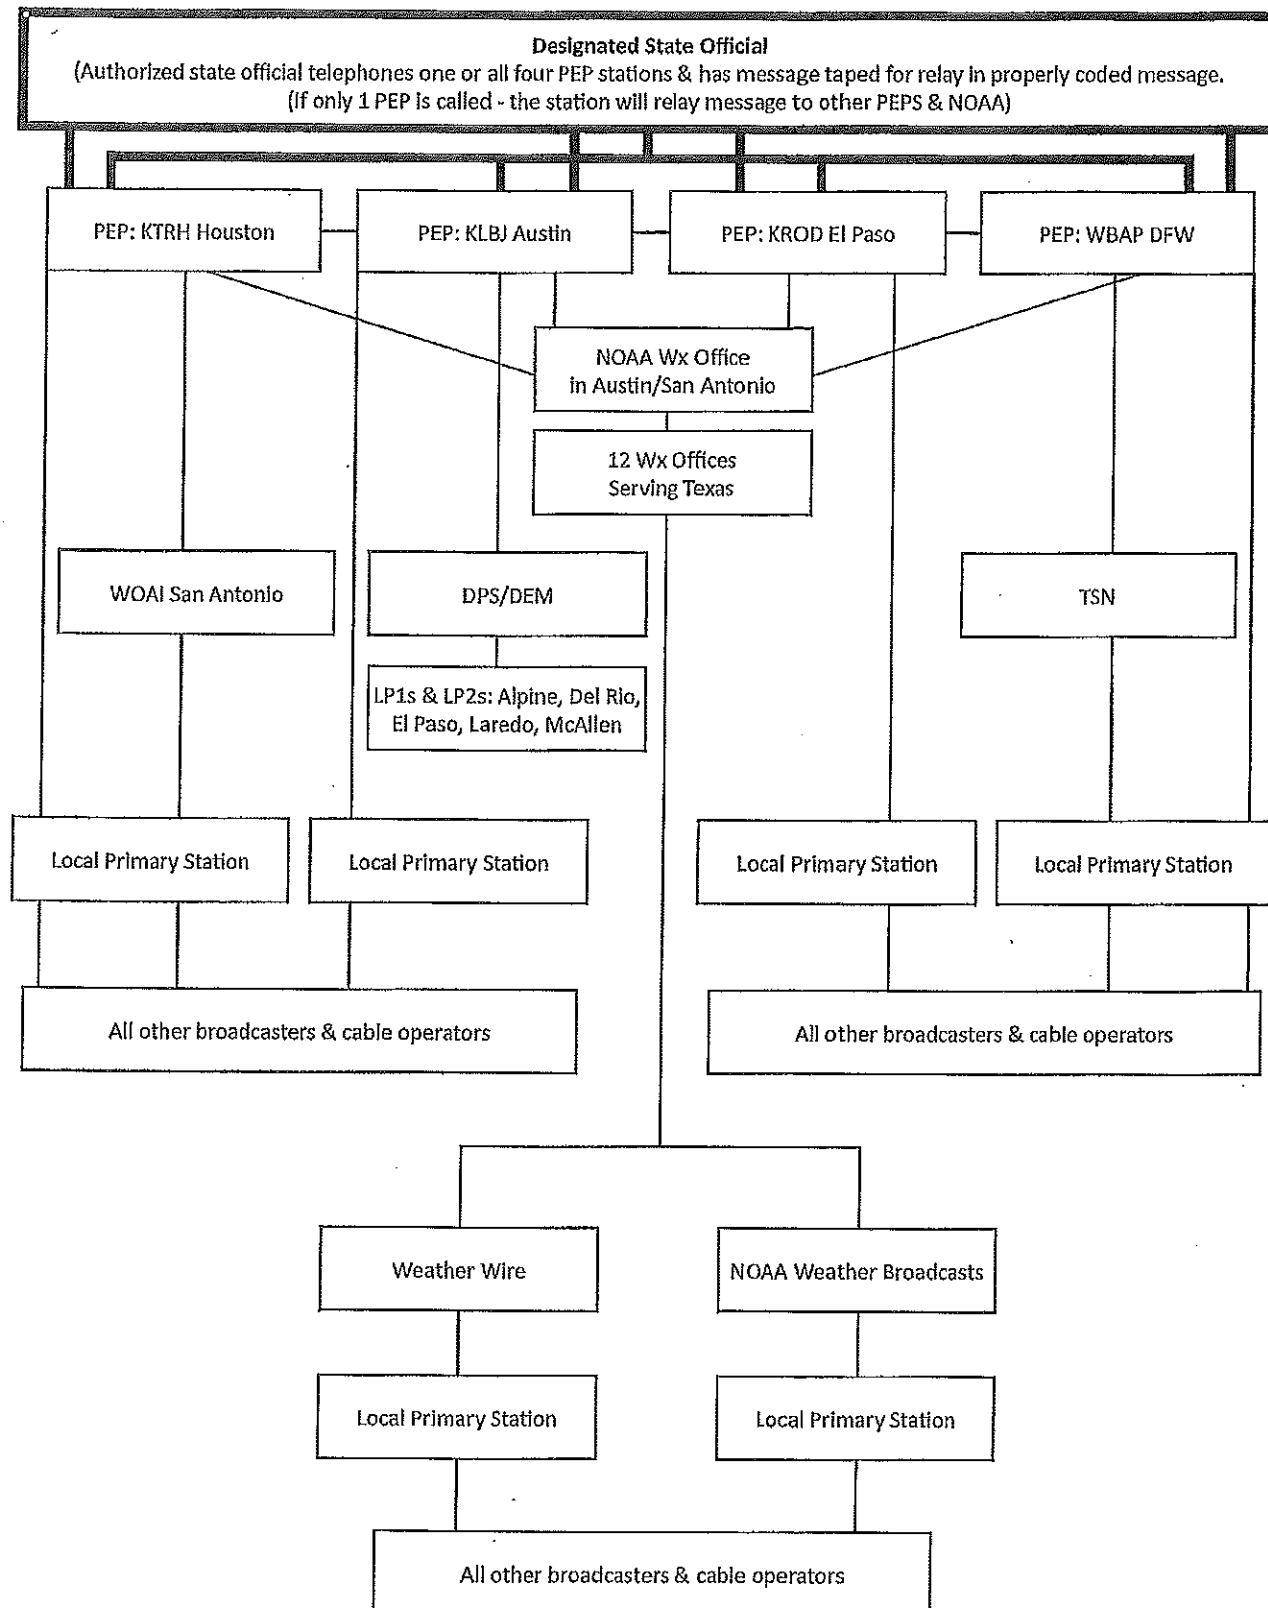 Designated State Official
(Authorized state official telephones one or all four PEP stations & has message taped for relay in properly coded message.
(If only 1 PEP is called - the station will relay message to other PEPS & NOAA)
PEP: KTRH Houston
PEP: KLBJ Austin
PEP: KROD El Paso
PEP: WBAP DFW
NOAA Wx Office
in Austin/San Antonio
12 Wx Offices
Serving Texas
WOAI San Antonio
DPS/DEM
TSN
LP1s & LP2s: Alpine, Del Rio,
El Paso, Laredo, McAllen
Local Primary Station
Local Primary Station
Local Primary Station
Local Primary Station
All other broadcasters & cable operators
All other broadcasters & cable operators
Weather Wire
NOAA Weather Broadcasts
Local Primary Station
Local Primary Station
All other broadcasters & cable operators